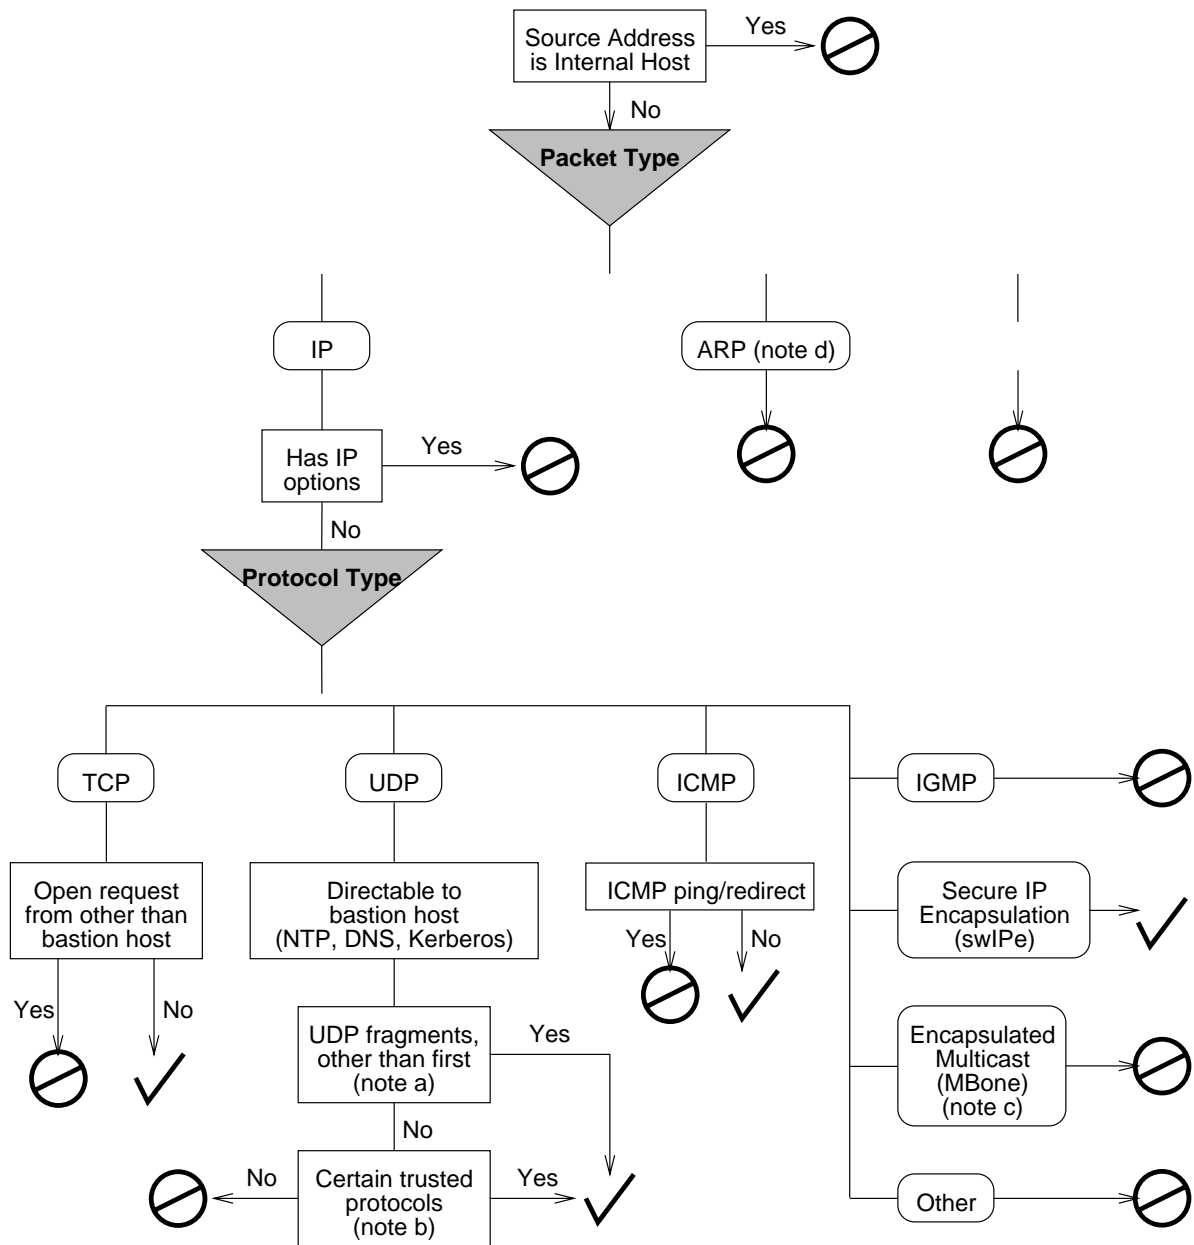 Source Address
is Internal Host
Yes
No
Packet Type
IP
ARP (note d)
Has IP
options
Yes
No
Protocol Type
TCP
UDP
ICMP
IGMP
Open request
from other than
bastion host
Yes
No
Directable to
bastion host
(NTP, DNS, Kerberos)
ICMP ping/redirect
Yes
No
Secure IP
Encapsulation
(swIPe)
UDP fragments,
other than first
(note a)
Yes
No
Encapsulated
Multicast
(MBone)
(note c)
Certain trusted
protocols
(note b)
No
Yes
Other